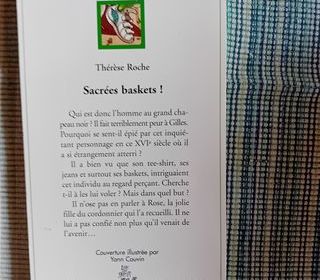 Thérèse Roche
Sacrées baskets !
Qui est donc l'homme au grand cha-
peau noir ? Il fait terriblement peur à Gilles.
Pourquoi se sent-il épié par cet inquié-
tant personnage en ce XVIe siècle où il
a si étrangement atterri ?
Il a bien vu que son tee-shirt, ses
jeans et surtout ses baskets, intriguaient
cet individu au regard perçant. Cherche
t-il à les lui voler ? Mais dans quel but ?
Il n'ose pas en parler à Rose, la jolie
fille du cordonnier qui l'a recueilli. Il ne
lui a pas confié non plus qu'il venait de
l'avenir…
Couverture illustrée par
Yann Couvin